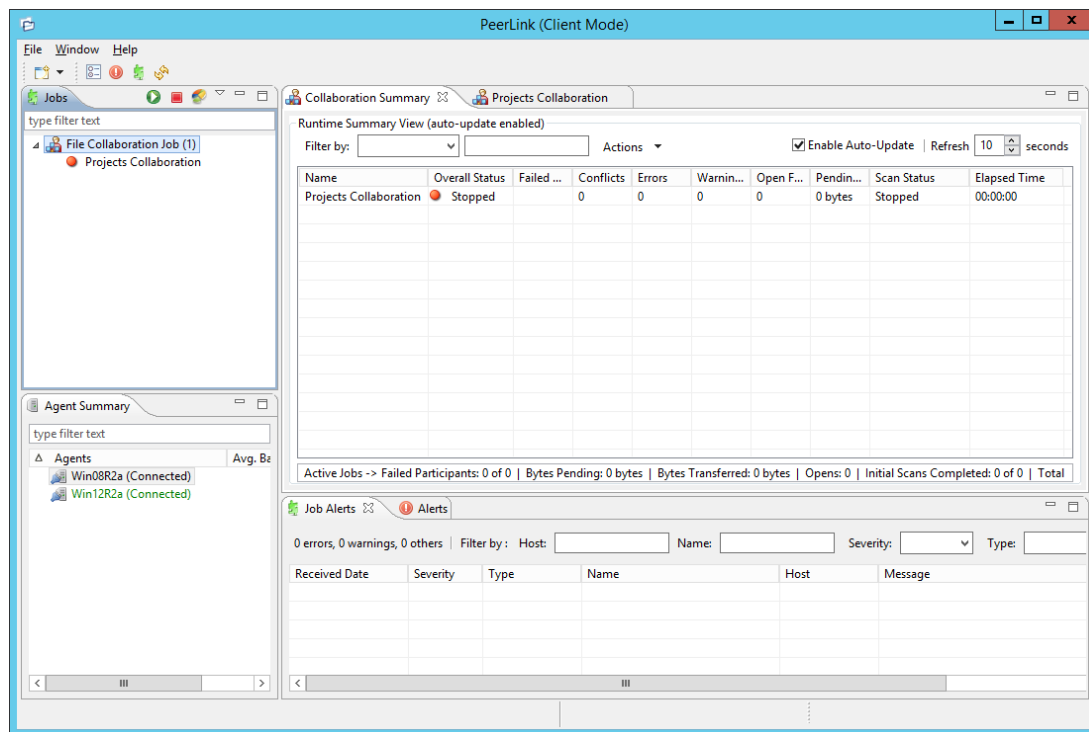 PeerLink (Client Mode)
File Window Help
Jobs
type filter text
File Collaboration Job (1)
Projects Collaboration
Collaboration Summary Projects Collaboration
Runtime Summary View (auto-update enabled)
Filter by: Actions Enable Auto-Update Refresh 10 seconds
Name Overall Status Failed ... Conflicts Errors Warnin... Open F... Pendin... Scan Status Elapsed Time
Projects Collaboration Stopped 0 0 0 0 0 bytes Stopped 00:00:00
Active Jobs -> Failed Participants: 0 of 0 | Bytes Pending: 0 bytes | Bytes Transferred: 0 bytes | Opens: 0 | Initial Scans Completed: 0 of 0 | Total
Agent Summary
type filter text
Agents Avg. Ba
Win08R2a (Connected)
Win12R2a (Connected)
Job Alerts Alerts
0 errors, 0 warnings, 0 others Filter by : Host: Name: Severity: Type:
Received Date Severity Type Name Host Message